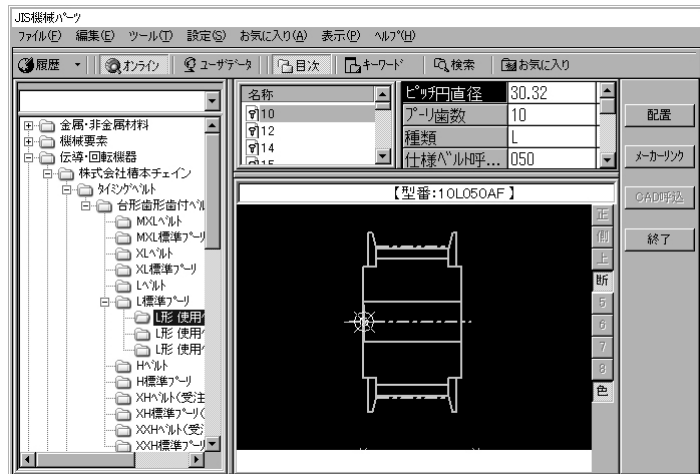 JIS機械パーツ
ファイル(F) 編集(E) ツール(T) 設定(S) お気に入り(A) 表示(P) ヘルプ(H)
履歴 オンライン ユーザデータ 目次 キーワード 検索 お気に入り
金属・非金属材料
機械要素
伝導・回転機器
株式会社椿本チェイン
タイミングベルト
台形歯形歯付ベル
MXLベルト
MXL標準プーリ
XLベルト
XL標準プーリ
Lベルト
L標準プーリ
L形 使用
L形 使用
L形 使用
Hベルト
H標準プーリ
XHベルト(受注
XH標準プーリ(
XXHベルト(受
XXH標準プーリ
名称
10
12
14
15
ピッチ円直径 30.32
プーリ歯数 10
種類 L
仕様ベルト呼... 050
【型番:10L050AF】
正
側
上
断
5
6
7
8
色
配置
メーカーリンク
CAD呼込
終了